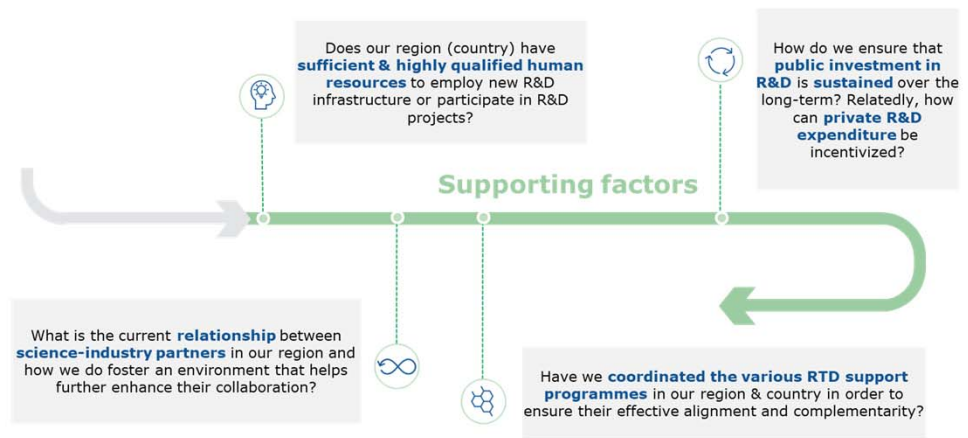 Does our region (country) have
sufficient & highly qualified human
resources to employ new R&D
infrastructure or participate in R&D
projects?
How do we ensure that
public investment in
R&D is sustained over the
long-term? Relatedly, how
can private R&D
expenditure be
incentivized?
Supporting factors
What is the current relationship between
science-industry partners in our region and
how we do foster an environment that helps
further enhance their collaboration?
Have we coordinated the various RTD support
programmes in our region & country in order to
ensure their effective alignment and complementarity?